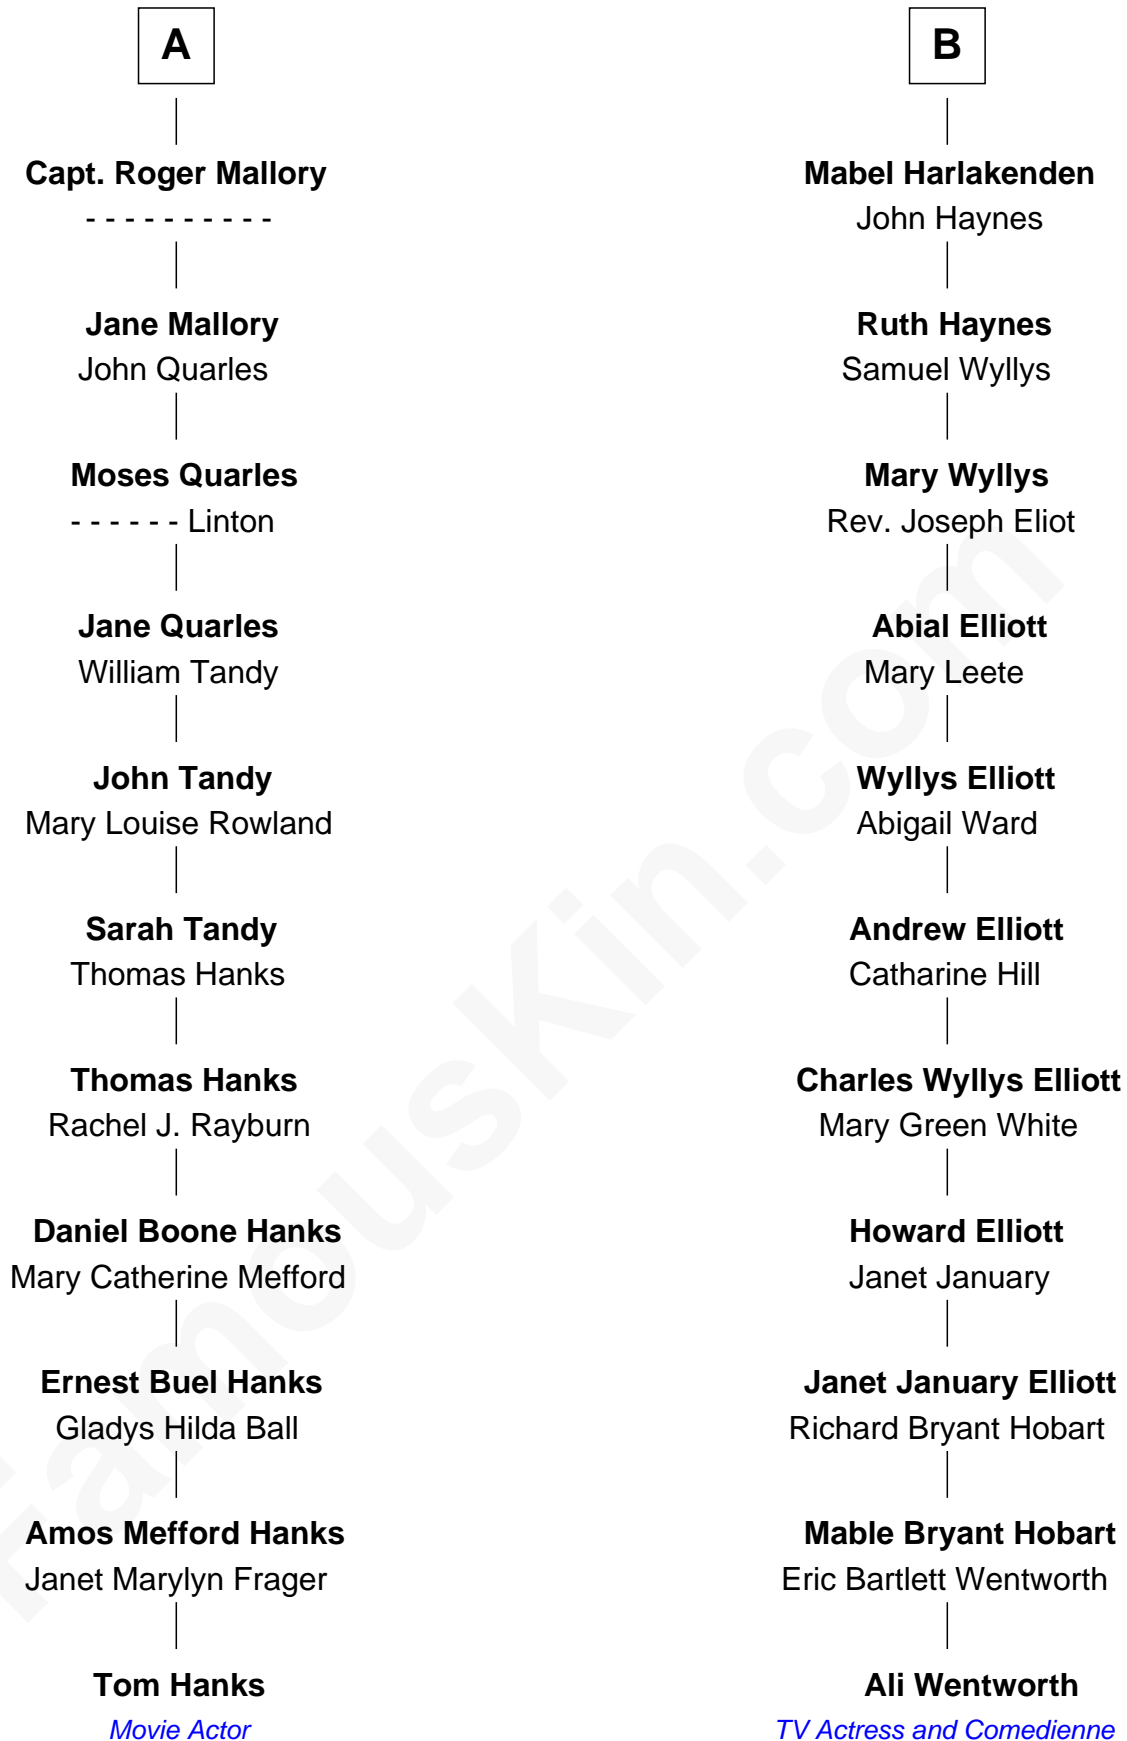 A
Capt. Roger Mallory
- - - - - - - - - -
Jane Mallory
John Quarles
Moses Quarles
- - - - - - Linton
Jane Quarles
William Tandy
John Tandy
Mary Louise Rowland
Sarah Tandy
Thomas Hanks
Thomas Hanks
Rachel J. Rayburn
Daniel Boone Hanks
Mary Catherine Mefford
Ernest Buel Hanks
Gladys Hilda Ball
Amos Mefford Hanks
Janet Marylyn Frager
Tom Hanks
Movie Actor
B
Mabel Harlakenden
John Haynes
Ruth Haynes
Samuel Wyllys
Mary Wyllys
Rev. Joseph Eliot
Abial Elliott
Mary Leete
Wyllys Elliott
Abigail Ward
Andrew Elliott
Catharine Hill
Charles Wyllys Elliott
Mary Green White
Howard Elliott
Janet January
Janet January Elliott
Richard Bryant Hobart
Mable Bryant Hobart
Eric Bartlett Wentworth
Ali Wentworth
TV Actress and Comedienne
FamousKin.com